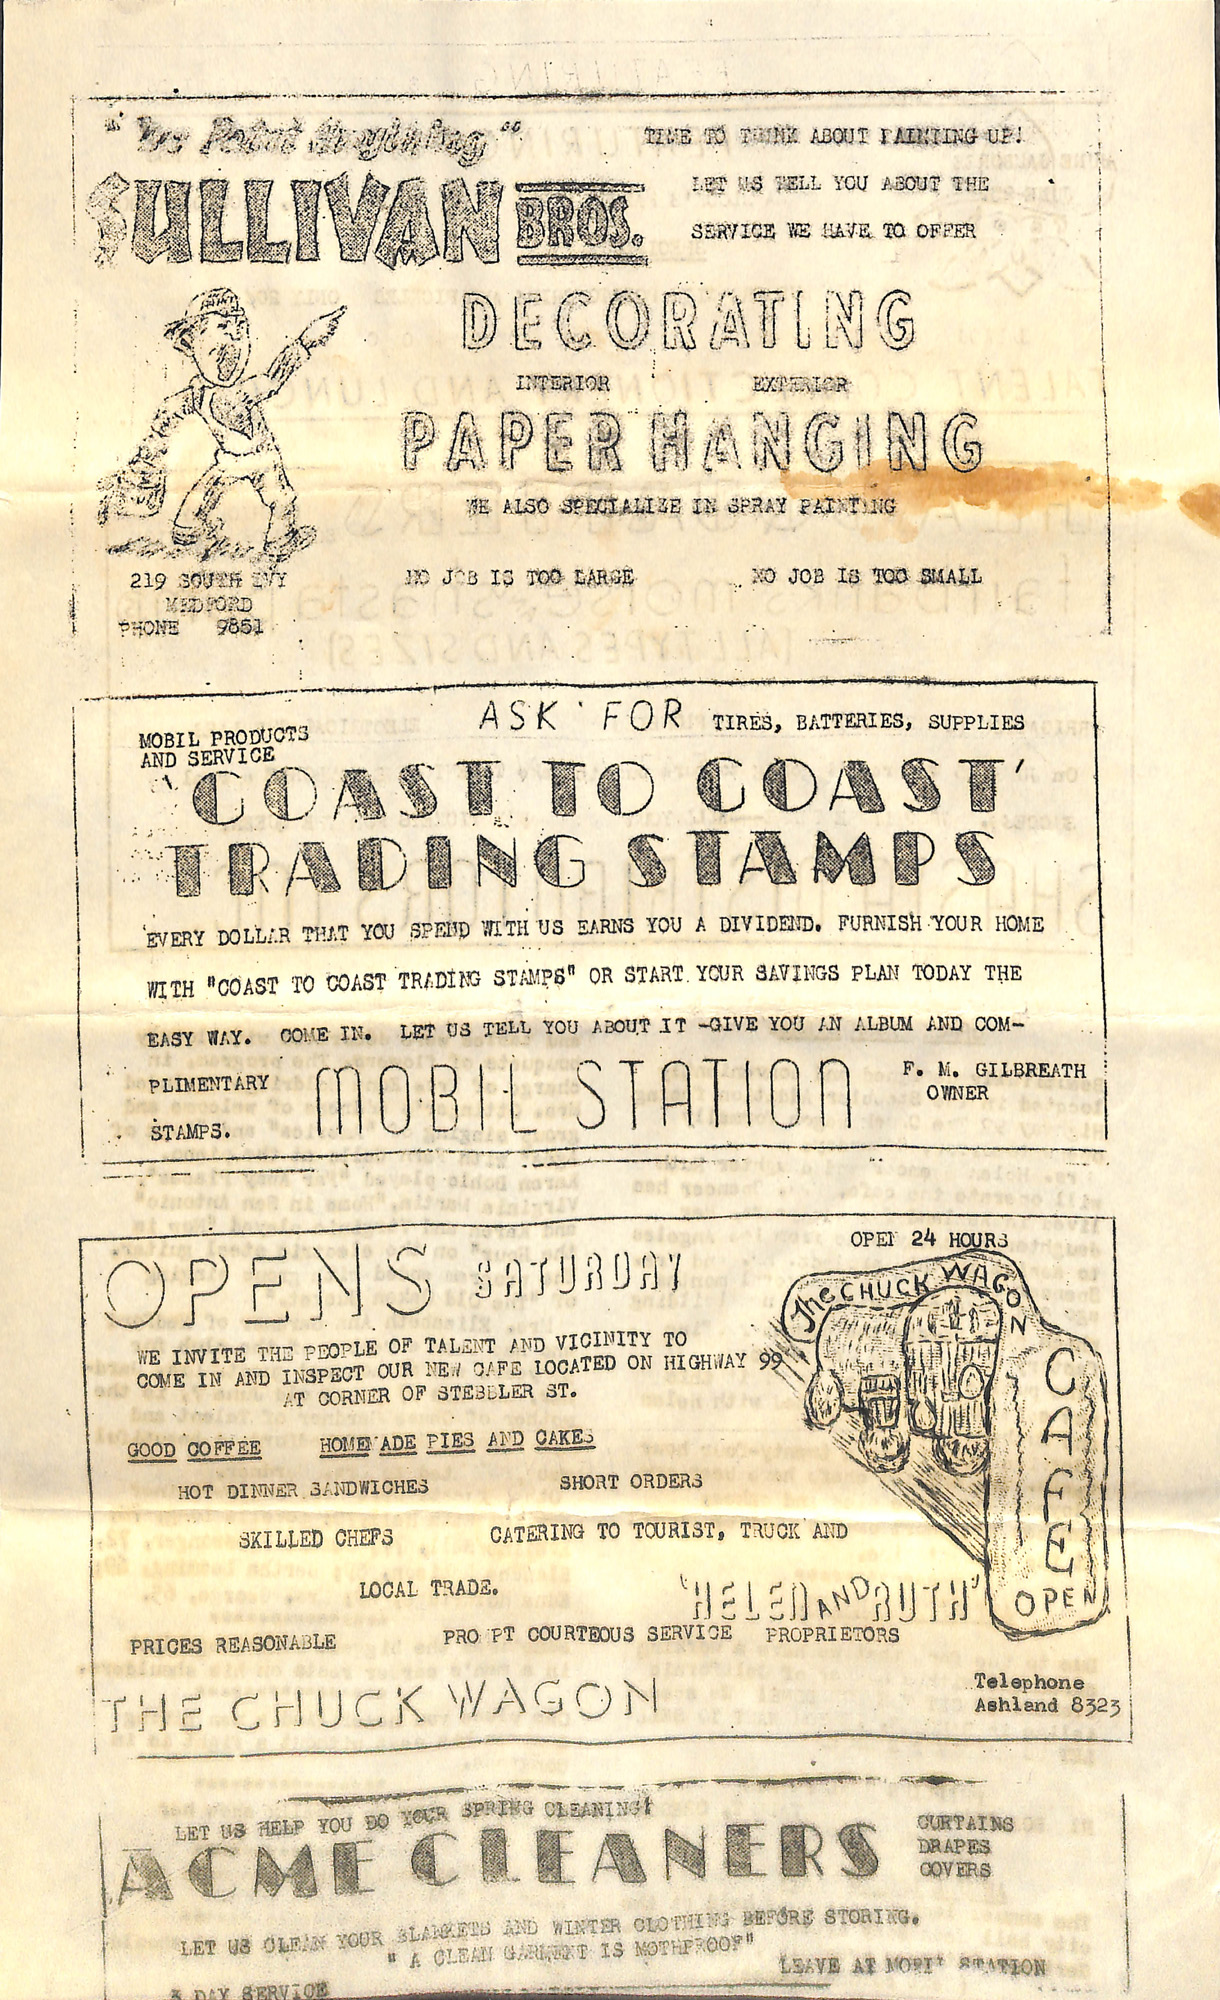 "We Paint Anything"
TIME TO THINK ABOUT PAINTING UP!
SULLIVAN BROS.
LET US TELL YOU ABOUT THE
SERVICE WE HAVE TO OFFER
DECORATING
INTERIOR EXTERIOR
PAPER HANGING
WE ALSO SPECIALIZE IN SPRAY PAINTING
219 SOUTH IVY
MEDFORD
PHONE 9851
NO JOB IS TOO LARGE NO JOB IS TOO SMALL
ASK FOR TIRES, BATTERIES, SUPPLIES
MOBIL PRODUCTS
AND SERVICE
'COAST TO COAST'
TRADING STAMPS
EVERY DOLLAR THAT YOU SPEND WITH US EARNS YOU A DIVIDEND. FURNISH YOUR HOME
WITH "COAST TO COAST TRADING STAMPS" OR START YOUR SAVINGS PLAN TODAY THE
EASY WAY. COME IN. LET US TELL YOU ABOUT IT -GIVE YOU AN ALBUM AND COM-
PLIMENTARY
STAMPS.
MOBIL STATION
F. M. GILBREATH
OWNER
OPENS SATURDAY
OPEN 24 HOURS
The CHUCK WAGON
CAFE
OPEN
WE INVITE THE PEOPLE OF TALENT AND VICINITY TO
COME IN AND INSPECT OUR NEW CAFE LOCATED ON HIGHWAY 99
AT CORNER OF STEBBLER ST.
GOOD COFFEE HOMEMADE PIES AND CAKES
HOT DINNER SANDWICHES SHORT ORDERS
SKILLED CHEFS CATERING TO TOURIST, TRUCK AND
LOCAL TRADE.
'HELEN AND RUTH'
PRICES REASONABLE PRO PT COURTEOUS SERVICE PROPRIETORS
THE CHUCK WAGON
Telephone
Ashland 8323
LET US HELP YOU DO YOUR SPRING CLEANING!
ACME CLEANERS
CURTAINS
DRAPES
COVERS
LET US CLEAN YOUR BLANKETS AND WINTER CLOTHING BEFORE STORING.
" A CLEAN GARMENT IS MOTHPROOF"
LEAVE AT MOBIL STATION
3 DAY SERVICE